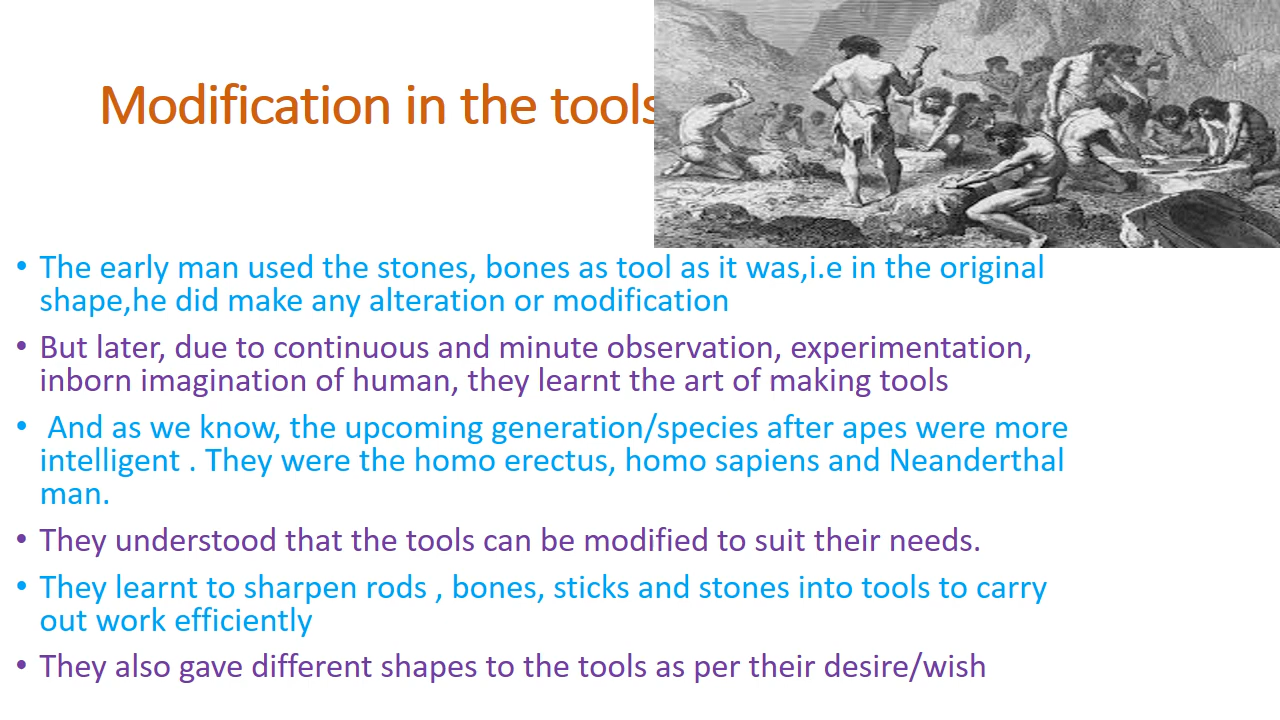 Modification in the tools
• The early man used the stones, bones as tool as it was,i.e in the original
shape,he did make any alteration or modification
• But later, due to continuous and minute observation, experimentation,
inborn imagination of human, they learnt the art of making tools
• And as we know, the upcoming generation/species after apes were more
intelligent . They were the homo erectus, homo sapiens and Neanderthal
man.
• They understood that the tools can be modified to suit their needs.
• They learnt to sharpen rods , bones, sticks and stones into tools to carry
out work efficiently
• They also gave different shapes to the tools as per their desire/wish